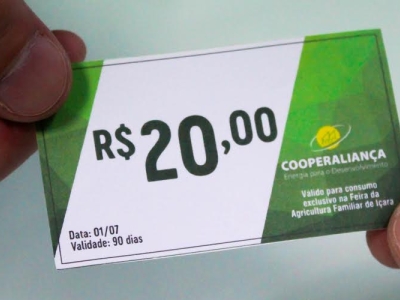 R$ 20,00
COOPERALIANÇA
Energia para o Desenvolvimento
Válido para consumo
exclusivo na Feira da
Agricultura Familiar de Içara
Data: 01/07
Validade: 90 dias